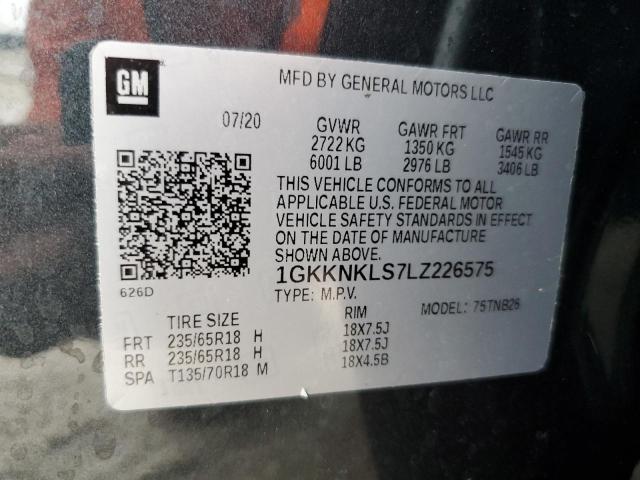 GM
MFD BY GENERAL MOTORS LLC
07/20 GVWR GAWR FRT GAWR RR
2722 KG 1350 KG 1545 KG
6001 LB 2976 LB 3406 LB
THIS VEHICLE CONFORMS TO ALL
APPLICABLE U.S. FEDERAL MOTOR
VEHICLE SAFETY STANDARDS IN EFFECT
ON THE DATE OF MANUFACTURE
SHOWN ABOVE.
1GKKNKLS7LZ226575
626D TYPE: M.P.V. MODEL: 75TNB26
TIRE SIZE RIM
FRT 235/65R18 H 18X7.5J
RR 235/65R18 H 18X7.5J
SPA T135/70R18 M 18X4.5B